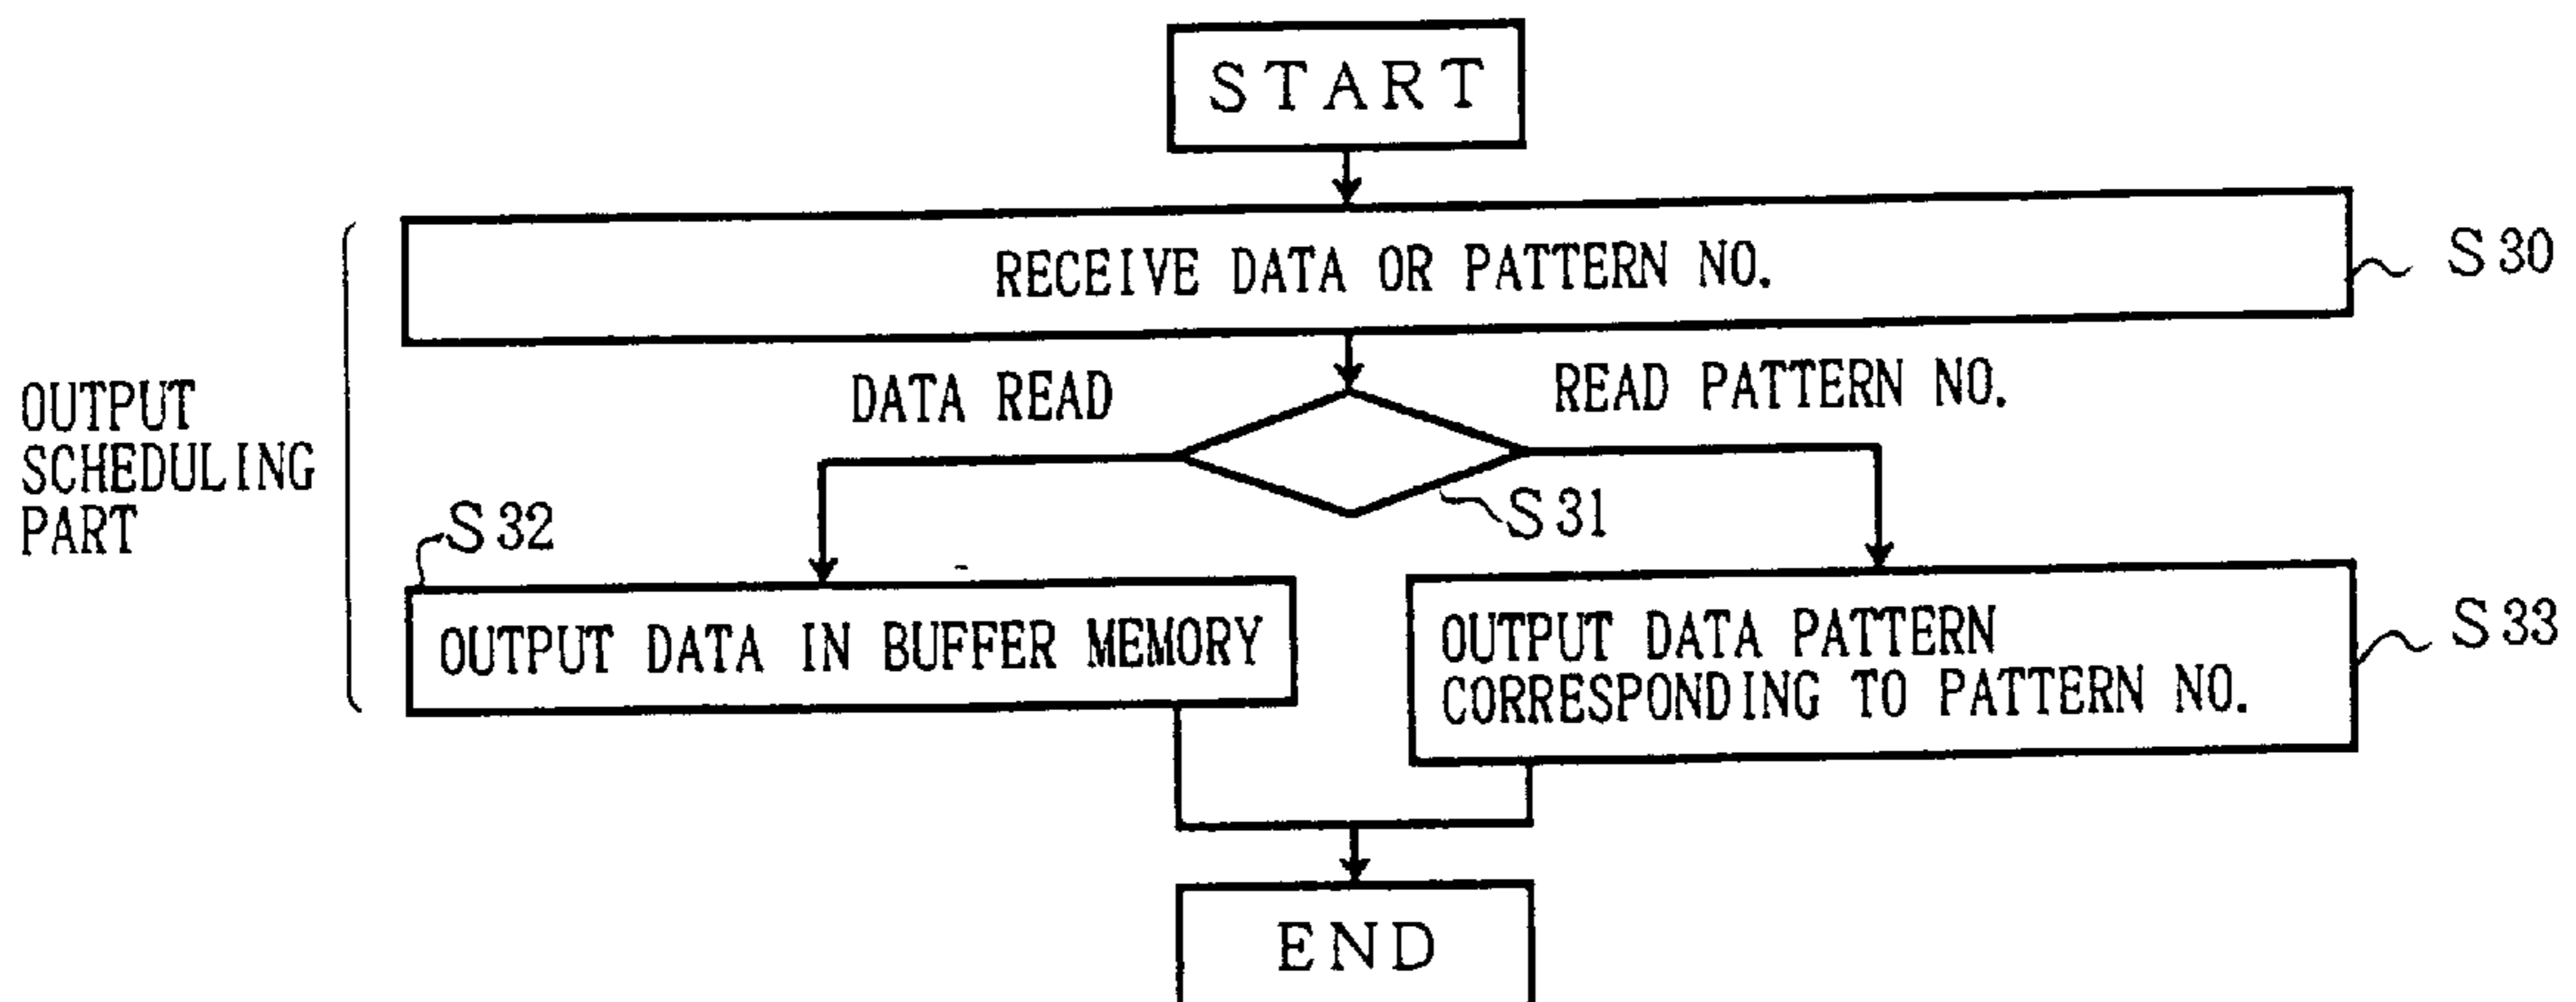 START
RECEIVE DATA OR PATTERN NO.
S30
DATA READ
READ PATTERN NO.
OUTPUT
SCHEDULING
PART
S31
S32
OUTPUT DATA IN BUFFER MEMORY
OUTPUT DATA PATTERN
CORRESPONDING TO PATTERN NO.
S33
END